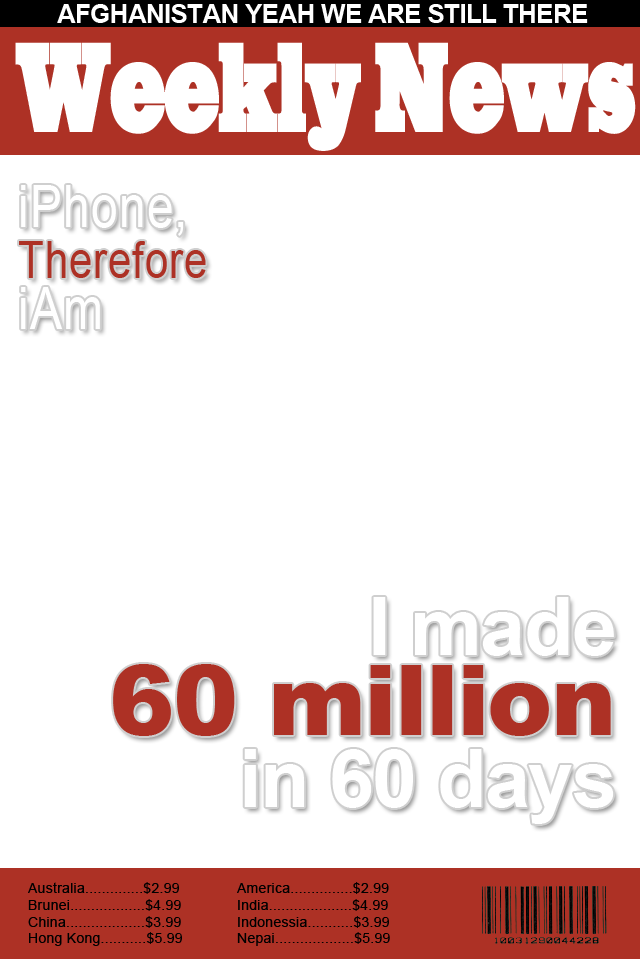 AFGHANISTAN YEAH WE ARE STILL THERE
Weekly News
iPhone,
Therefore
iAm
I made
60 million
in 60 days
Australia..............$2.99 America...............$2.99
Brunei..................$4.99 India....................$4.99
China...................$3.99 Indonessia...........$3.99
Hong Kong...........$5.99 Nepai...................$5.99
10031290044228